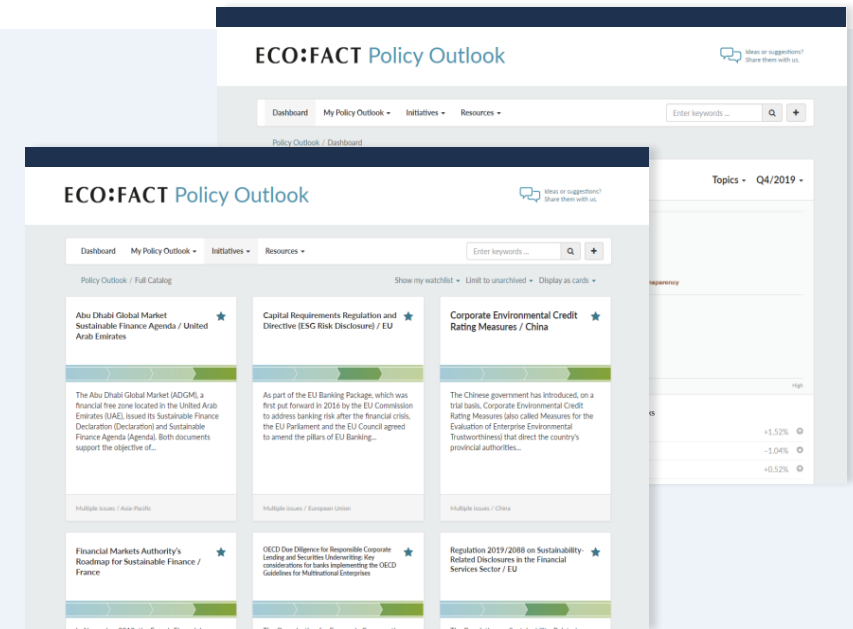 ECO:FACT Policy Outlook
Ideas or suggestions?
Share them with us.
Dashboard My Policy Outlook Initiatives Resources
Enter keywords ...
+
Policy Outlook / Dashboard
Topics Q4/2019
High
+1.52%
-1.04%
+0.52%
ECO:FACT Policy Outlook
Ideas or suggestions?
Share them with us.
Dashboard My Policy Outlook Initiatives Resources
Enter keywords ...
+
Policy Outlook / Full Catalog
Show my watchlist Limit to unarchived Display as cards
Abu Dhabi Global Market
Sustainable Finance Agenda / United
Arab Emirates
The Abu Dhabi Global Market (ADGM), a
financial free zone located in the United Arab
Emirates (UAE), issued its Sustainable Finance
Declaration (Declaration) and Sustainable
Finance Agenda (Agenda). Both documents
support the objective of...
Multiple issues / Asia-Pacific
Capital Requirements Regulation and
Directive (ESG Risk Disclosure) / EU
As part of the EU Banking Package, which was
first put forward in 2016 by the EU Commission
to address banking risk after the financial crisis,
the EU Parliament and the EU Council agreed
to amend the pillars of EU Banking...
Multiple issues / European Union
Corporate Environmental Credit
Rating Measures / China
The Chinese government has introduced, on a
trial basis, Corporate Environmental Credit
Rating Measures (also called Measures for the
Evaluation of Enterprise Environmental
Trustworthiness) that direct the country's
provincial authorities...
Multiple issues / China
Financial Markets Authority's
Roadmap for Sustainable Finance /
France
OECD Due Diligence for Responsible Corporate
Lending and Securities Underwriting: Key
considerations for banks implementing the OECD
Guidelines for Multinational Enterprises
Regulation 2019/2088 on Sustainability-
Related Disclosures in the Financial
Services Sector / EU